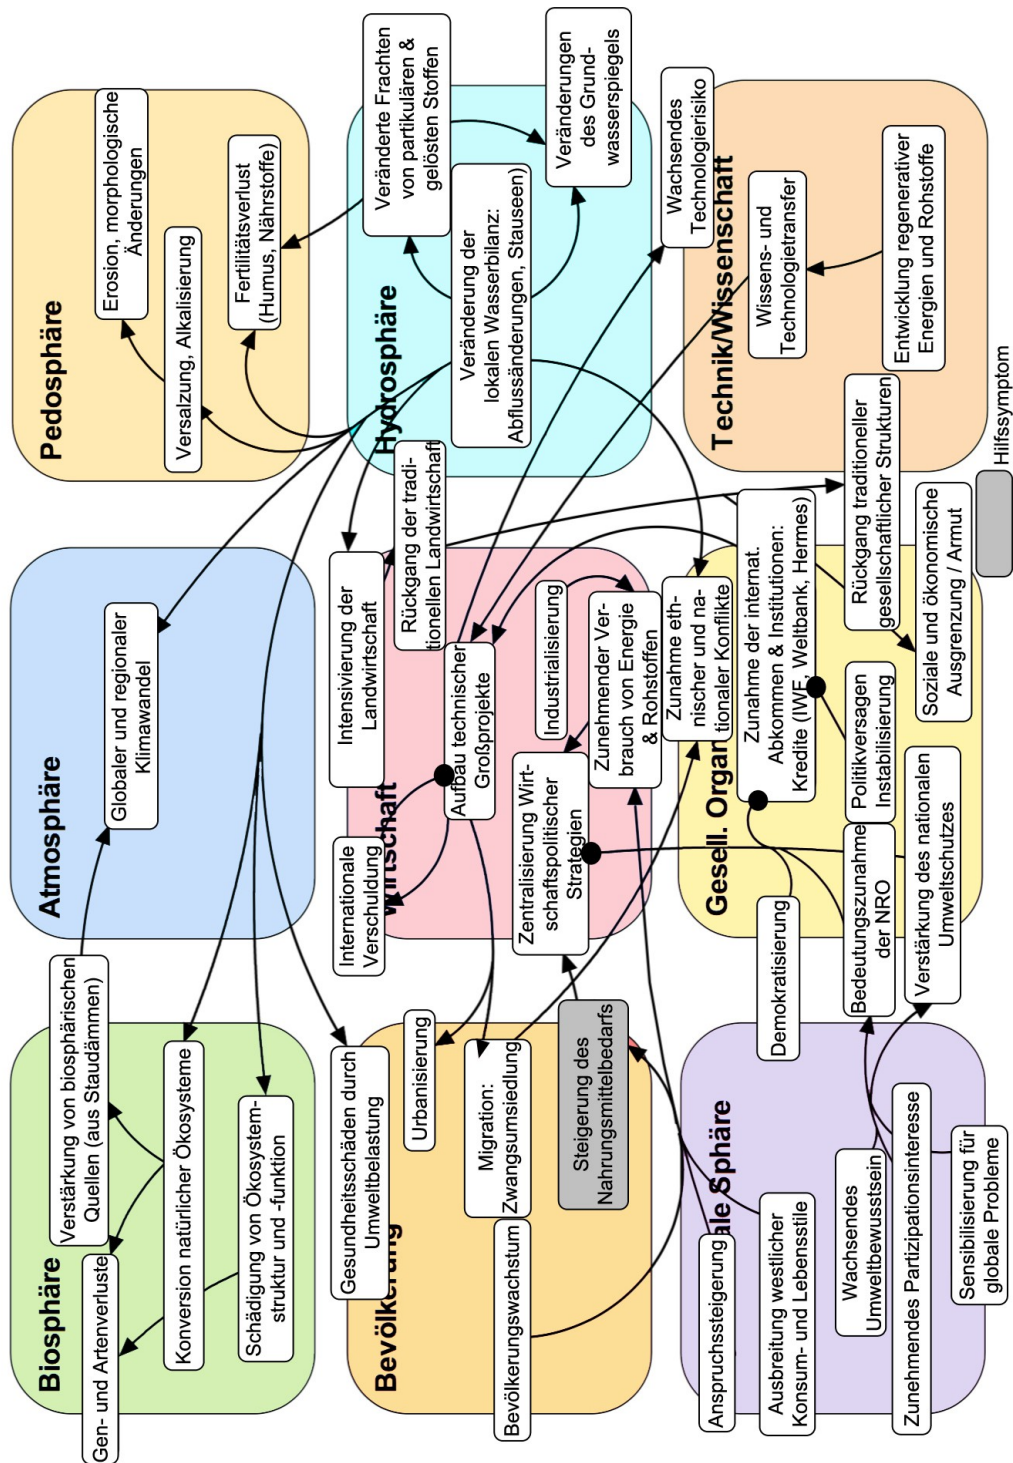 Biosphäre
Gen- und Artenverluste
Verstärkung von biosphärischen
Quellen (aus Staudämmen)
Konversion natürlicher Ökosysteme
Schädigung von Ökosystem-
struktur und -funktion
Atmosphäre
Globaler und regionaler
Klimawandel
Pedosphäre
Erosion, morphologische
Änderungen
Versalzung, Alkalisierung
Fertilitätsverlust
(Humus, Nährstoffe)
Bevölkerung
Gesundheitsschäden durch
Umweltbelastung
Urbanisierung
Migration:
Zwangsumsiedlung
Bevölkerungswachstum
Steigerung des
Nahrungsmittelbedarfs
Wirtschaft
Internationale
Verschuldung
Intensivierung der
Landwirtschaft
Rückgang der tradi-
tionellen Landwirtschaft
Aufbau technischer
Großprojekte
Zentralisierung Wirt-
schaftspolitischer
Strategien
Industrialisierung
Zunehmender Ver-
brauch von Energie
& Rohstoffen
Hydrosphäre
Veränderte Frachten
von partikulären &
gelösten Stoffen
Veränderung der
lokalen Wasserbilanz:
Abflussänderungen, Stauseen)
Veränderungen
des Grund-
wasserspiegels
ale Sphäre
Anspruchssteigerung
Ausbreitung westlicher
Konsum- und Lebensstile
Wachsendes
Umweltbewusstsein
Zunehmendes Partizipationsinteresse
Sensibilisierung für
globale Probleme
Gesell. Organ
Zunahme eth-
nischer und na-
tionaler Konflikte
Zunahme der internat.
Abkommen & Institutionen:
Kredite (IWF, Weltbank, Hermes)
Demokratisierung
Bedeutungszunahme
der NRO
Politikversagen
Instabilisierung
Rückgang traditioneller
gesellschaftlicher Strukturen
Verstärkung des nationalen
Umweltschutzes
Soziale und ökonomische
Ausgrenzung / Armut
Technik/Wissenschaft
Wachsendes
Technologierisiko
Wissens- und
Technologietransfer
Entwicklung regenerativer
Energien und Rohstoffe
Hilfssymptom